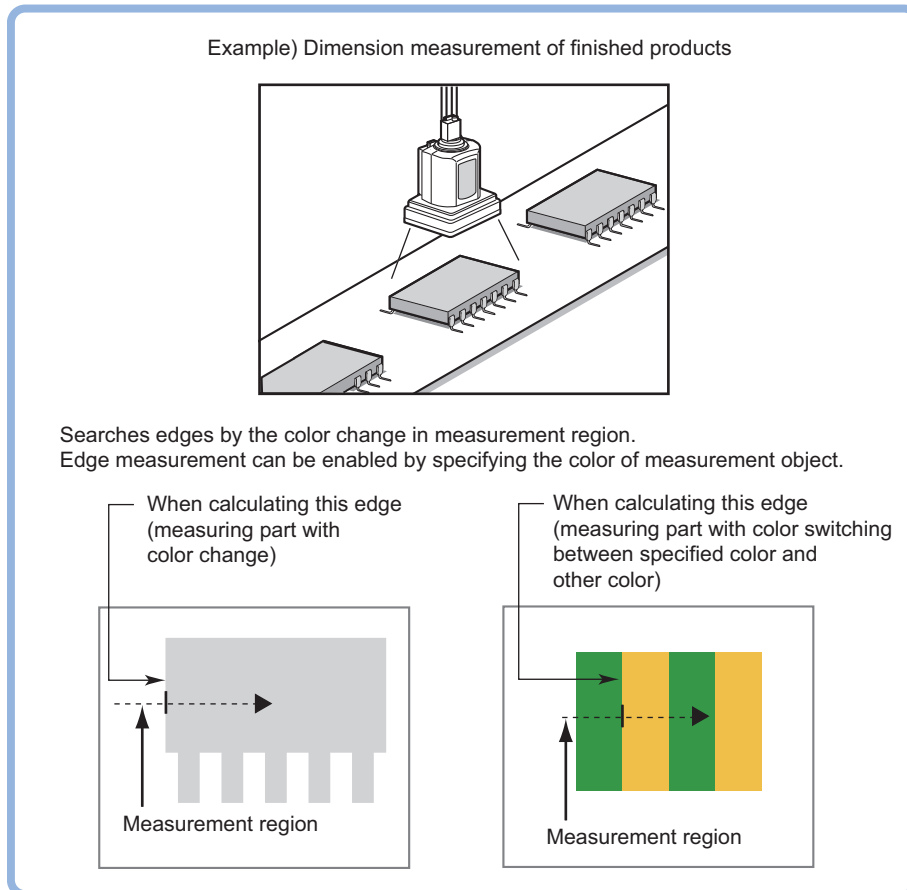 Example) Dimension measurement of finished products
Searches edges by the color change in measurement region.
Edge measurement can be enabled by specifying the color of measurement object.
When calculating this edge
(measuring part with
color change)
Measurement region
When calculating this edge
(measuring part with color switching
between specified color and
other color)
Measurement region